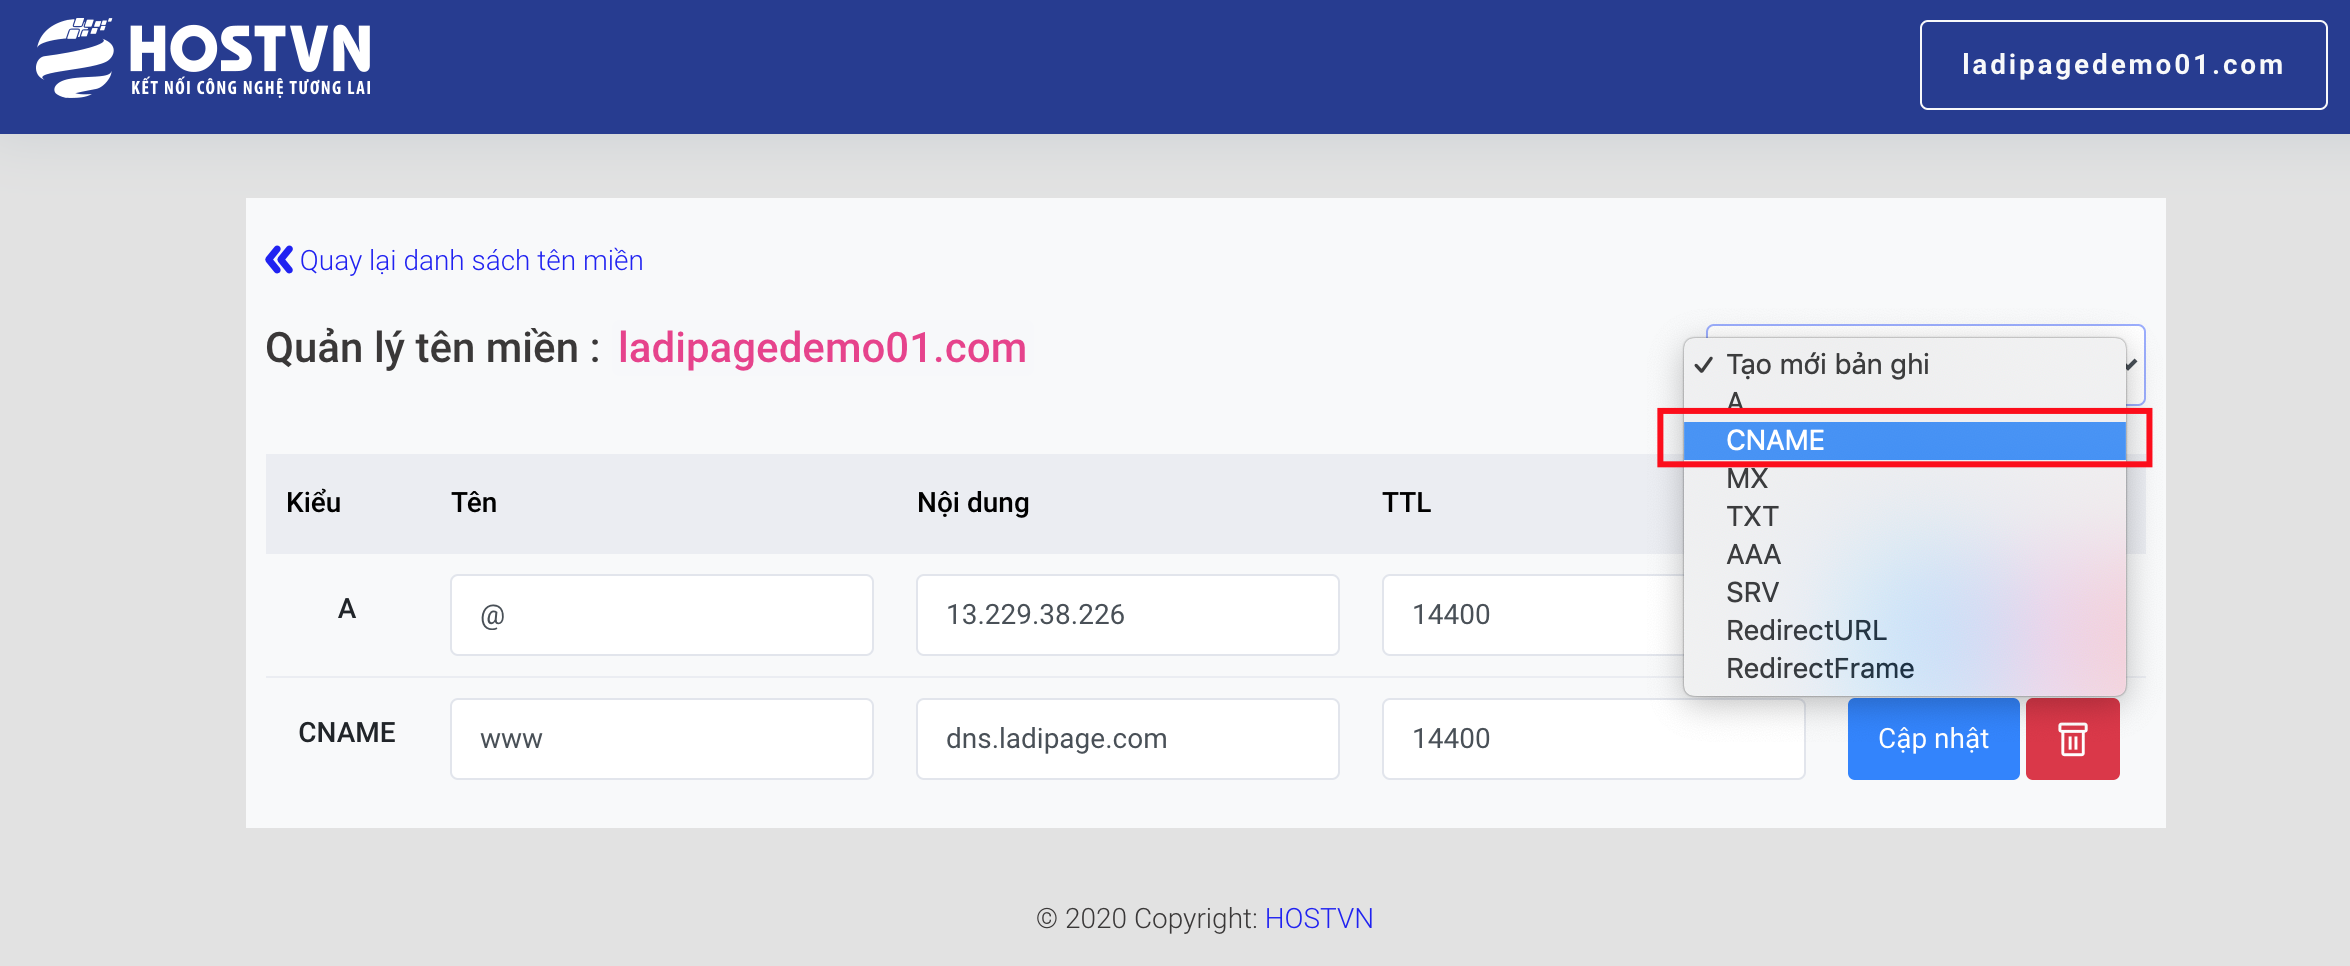 HOSTVN
KẾT NỐI CÔNG NGHỆ TƯƠNG LAI
ladipagedemo01.com
Quay lại danh sách tên miền
Quản lý tên miền : ladipagedemo01.com
Tạo mới bản ghi
A
CNAME
MX
TXT
AAA
SRV
RedirectURL
RedirectFrame
Kiểu Tên Nội dung TTL
A @ 13.229.38.226 14400
CNAME www dns.ladipage.com 14400 Cập nhật
© 2020 Copyright: HOSTVN